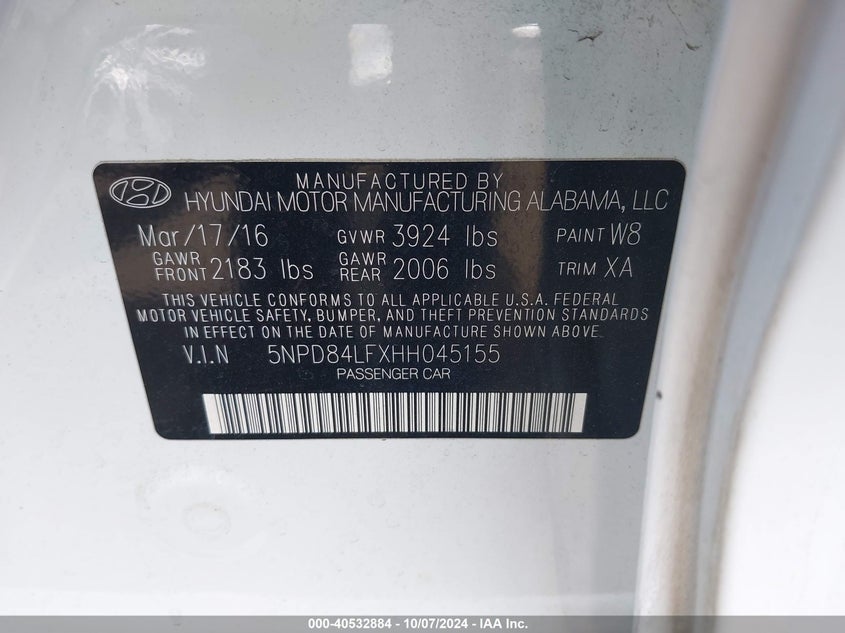 MANUFACTURED BY
HYUNDAI MOTOR MANUFACTURING ALABAMA, LLC
Mar/17/16 GVWR 3924 lbs PAINT W8
GAWR FRONT 2183 lbs GAWR REAR 2006 lbs TRIM XA
THIS VEHICLE CONFORMS TO ALL APPLICABLE U.S.A. FEDERAL
MOTOR VEHICLE SAFETY, BUMPER, AND THEFT PREVENTION STANDARDS
IN EFFECT ON THE DATE OF MANUFACTURE SHOWN ABOVE.
V.I.N 5NPD84LFXHH045155
PASSENGER CAR
000-40532884 - 10/07/2024 - IAA Inc.